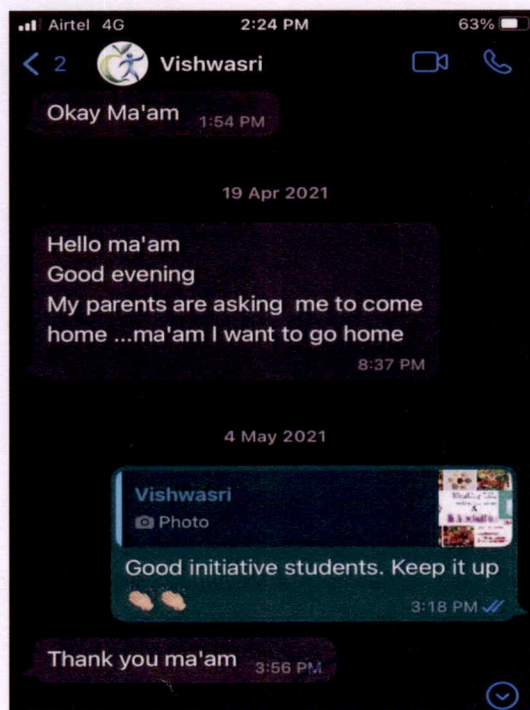 Airtel 4G 2:24 PM 63%
2 Vishwasri
Okay Ma'am 1:54 PM
19 Apr 2021
Hello ma'am
Good evening
My parents are asking me to come
home ...ma'am I want to go home
8:37 PM
4 May 2021
Vishwasri
Photo
Good initiative students. Keep it up
👏🏻👏🏻
3:18 PM
Thank you ma'am 3:56 PM